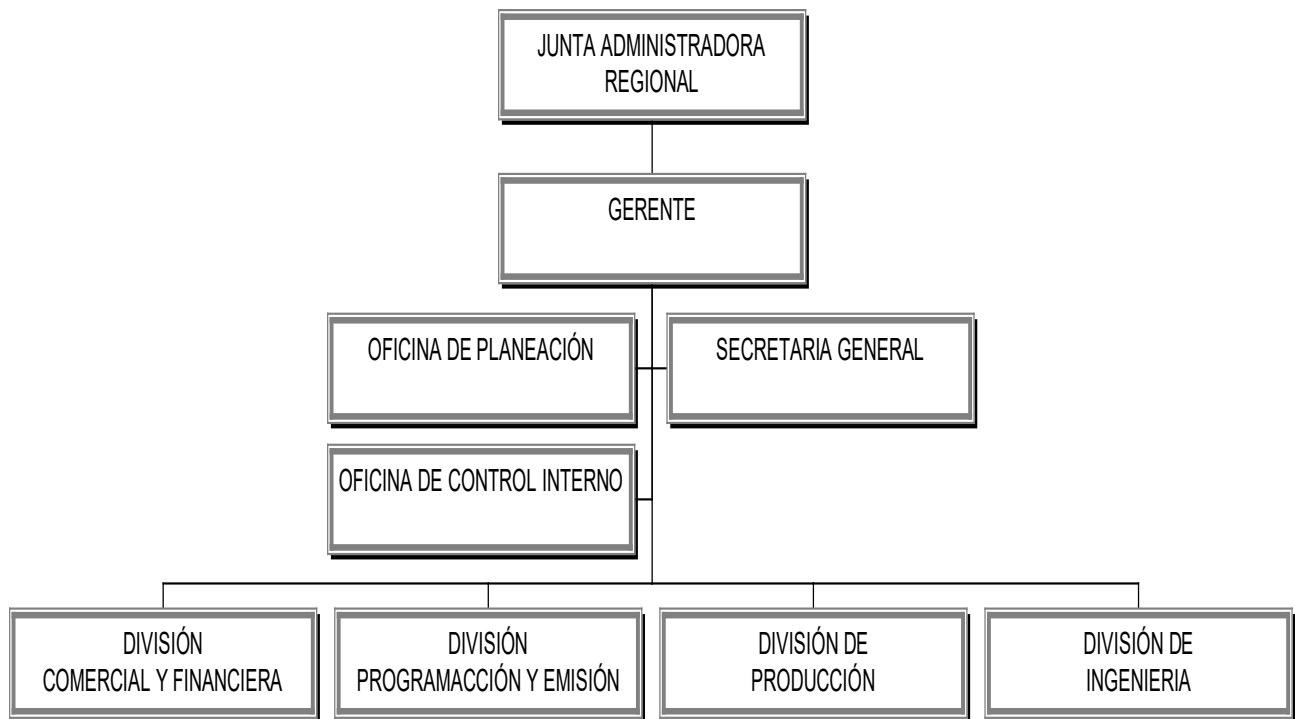 JUNTA ADMINISTRADORA
REGIONAL
GERENTE
OFICINA DE PLANEACIÓN
SECRETARIA GENERAL
OFICINA DE CONTROL INTERNO
DIVISIÓN
COMERCIAL Y FINANCIERA
DIVISIÓN
PROGRAMACCIÓN Y EMISIÓN
DIVISIÓN DE
PRODUCCIÓN
DIVISIÓN DE
INGENIERIA